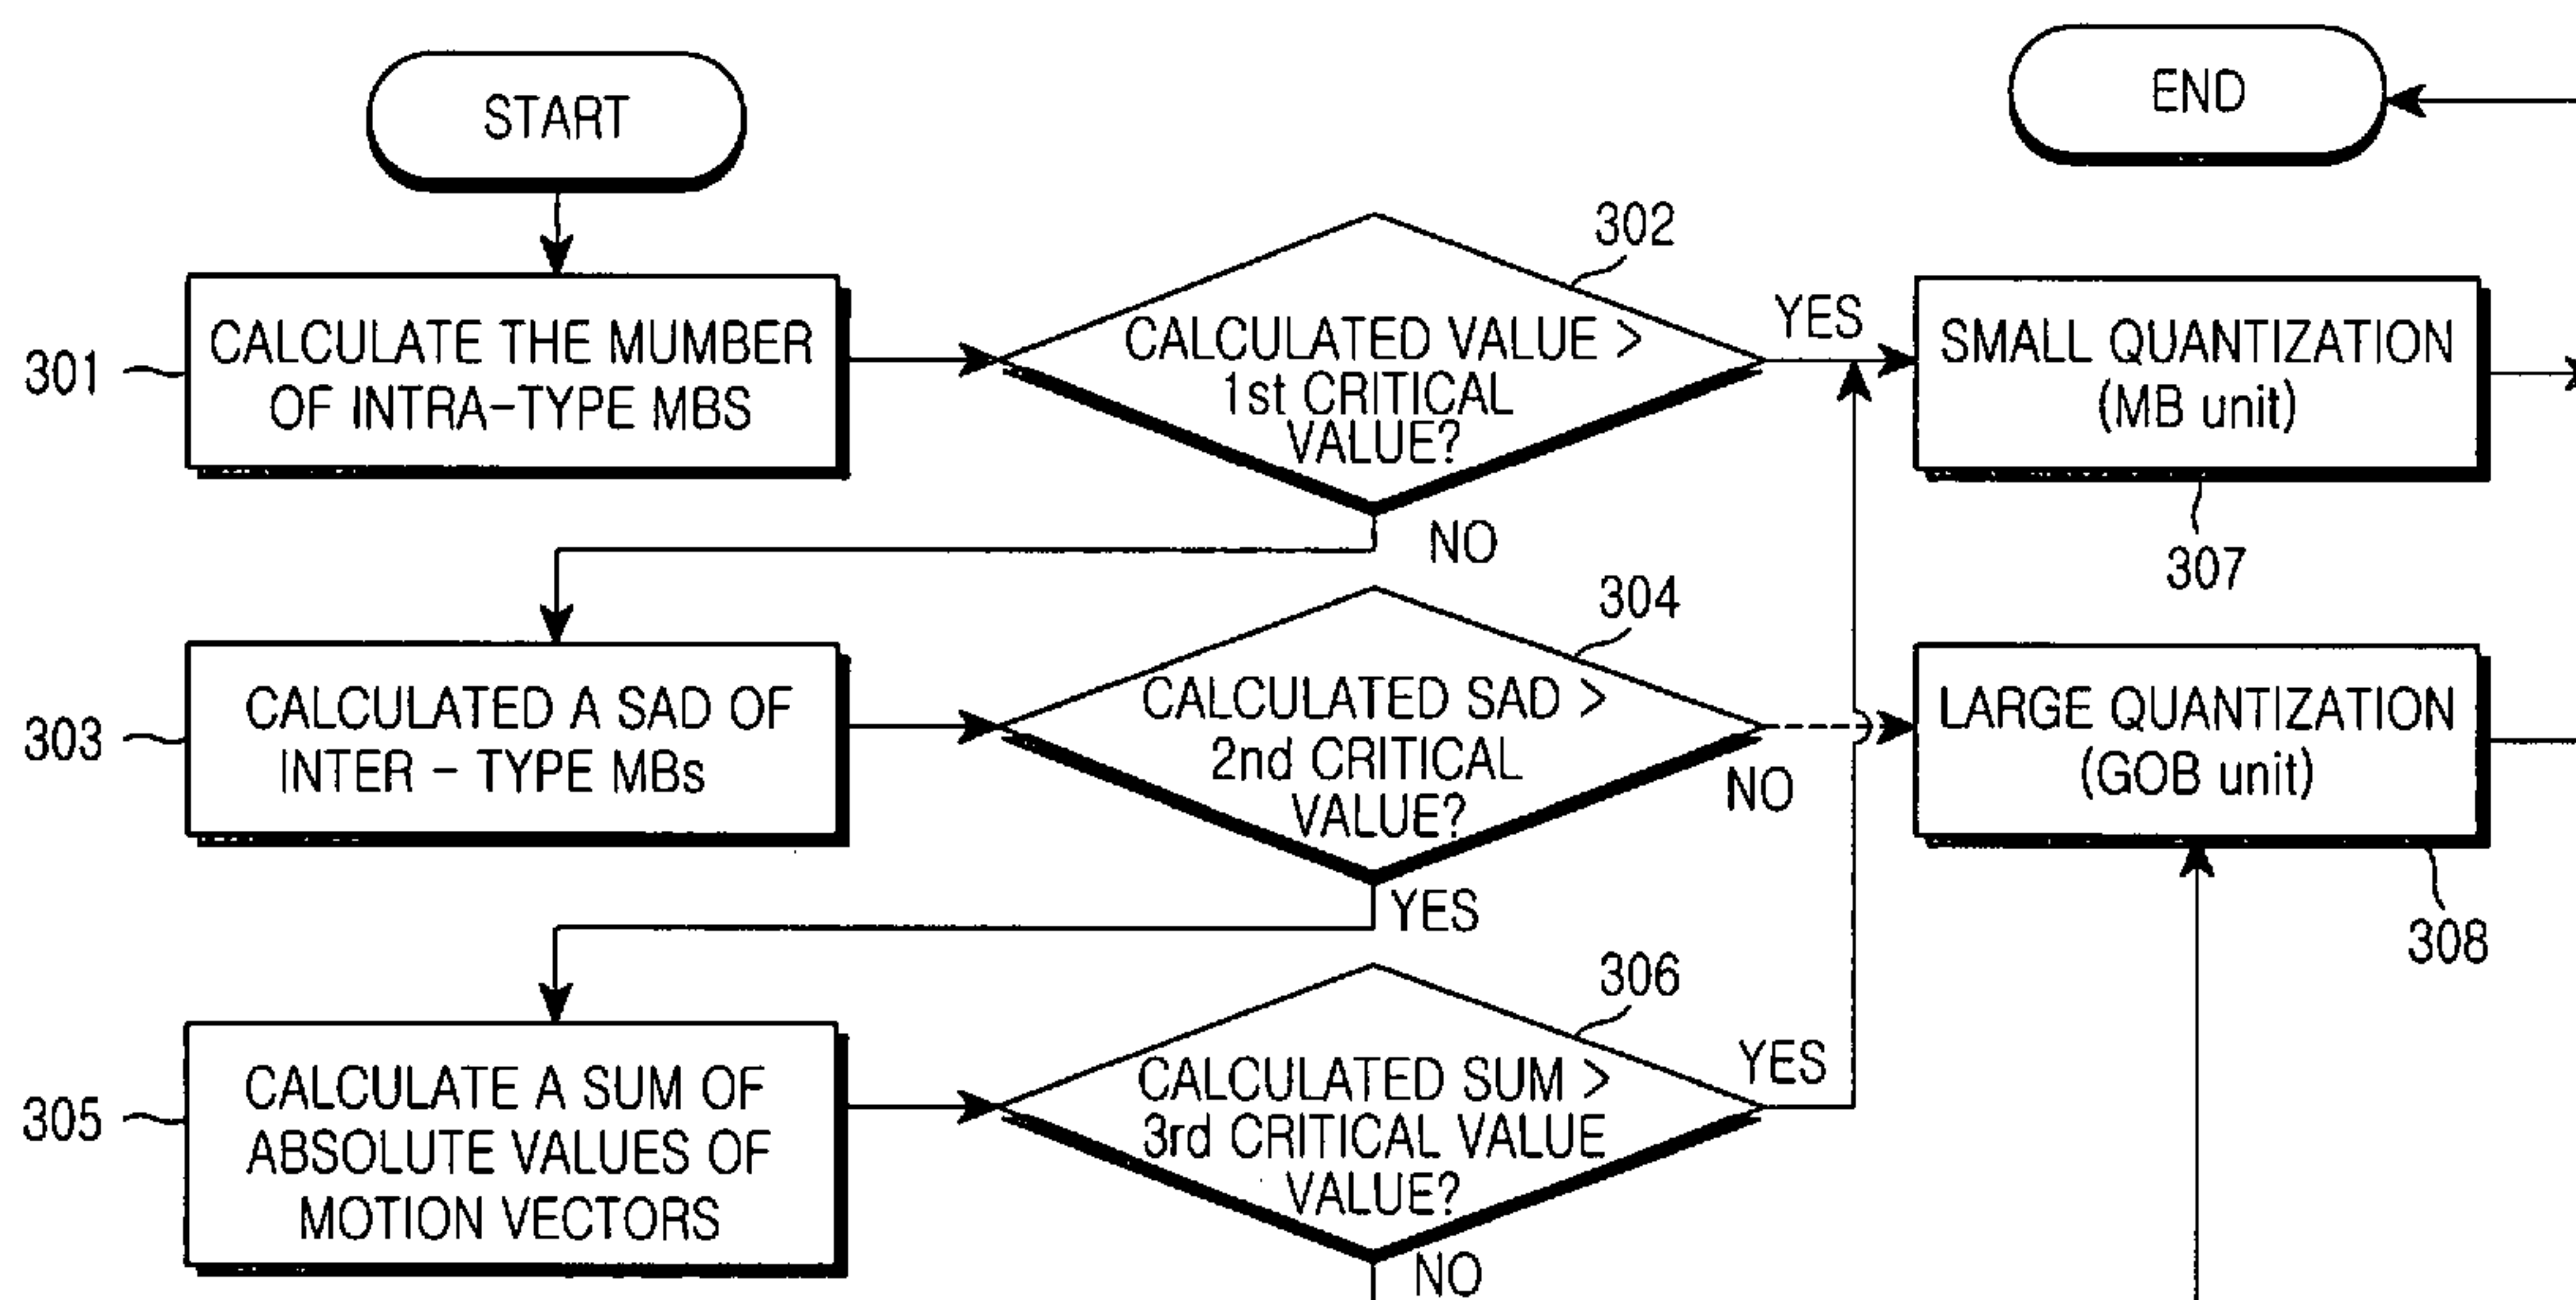 START
END
301
CALCULATE THE MUMBER
OF INTRA-TYPE MBS
302
CALCULATED VALUE >
1st CRITICAL
VALUE?
YES
NO
SMALL QUANTIZATION
(MB unit)
307
303
CALCULATED A SAD OF
INTER - TYPE MBs
304
CALCULATED SAD >
2nd CRITICAL
VALUE?
NO
YES
LARGE QUANTIZATION
(GOB unit)
308
305
CALCULATE A SUM OF
ABSOLUTE VALUES OF
MOTION VECTORS
306
CALCULATED SUM >
3rd CRITICAL VALUE
VALUE?
YES
NO